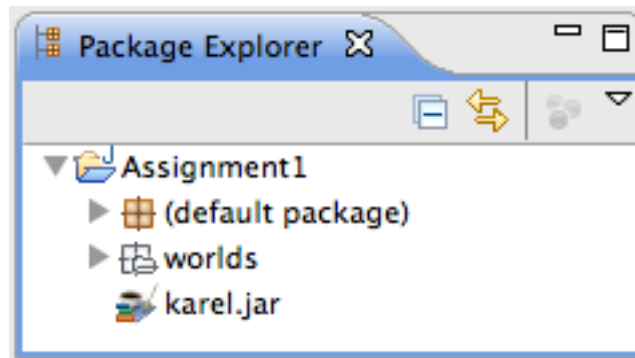 Package Explorer
Assignment1
(default package)
worlds
karel.jar